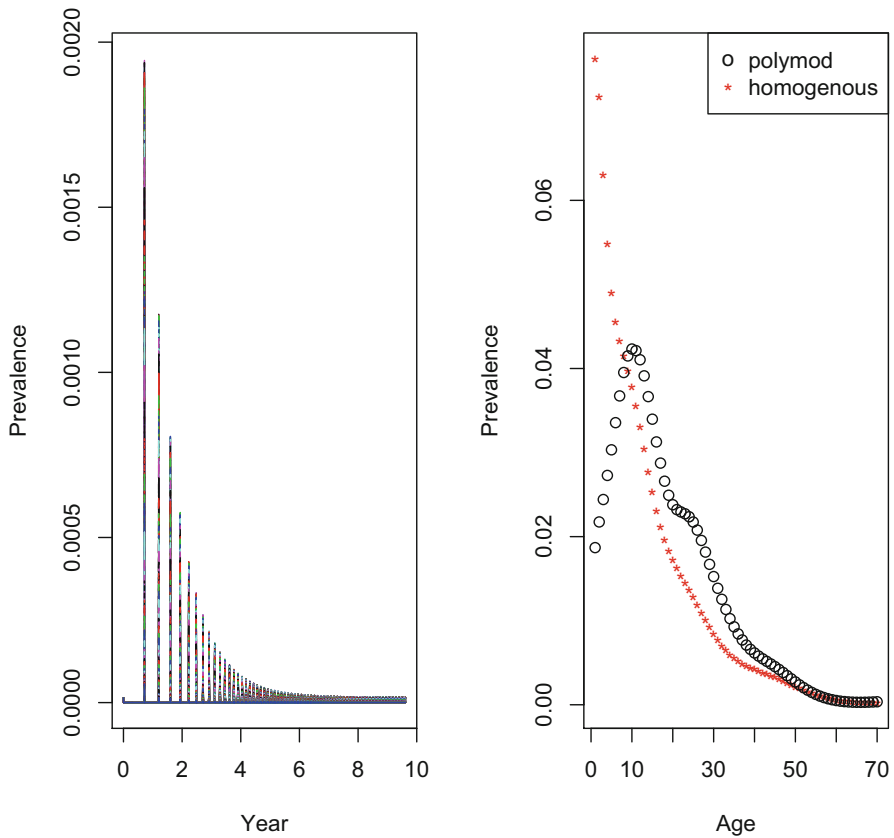 0.0020
0.0015
0.0010
0.0005
0.0000
Prevalence
0 2 4 6 8 10
Year
o polymod
* homogenous
0.06
0.04
0.02
0.00
Prevalence
0 10 30 50 70
Age